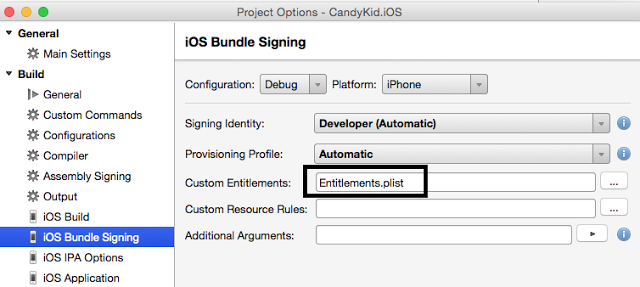 Project Options - CandyKid.iOS
General
Main Settings
Build
General
Custom Commands
Configurations
Compiler
Assembly Signing
Output
iOS Build
iOS Bundle Signing
iOS IPA Options
iOS Application
iOS Bundle Signing
Configuration: Debug Platform: iPhone
Signing Identity: Developer (Automatic)
Provisioning Profile: Automatic
Custom Entitlements: Entitlements.plist ...
Custom Resource Rules: ...
Additional Arguments: